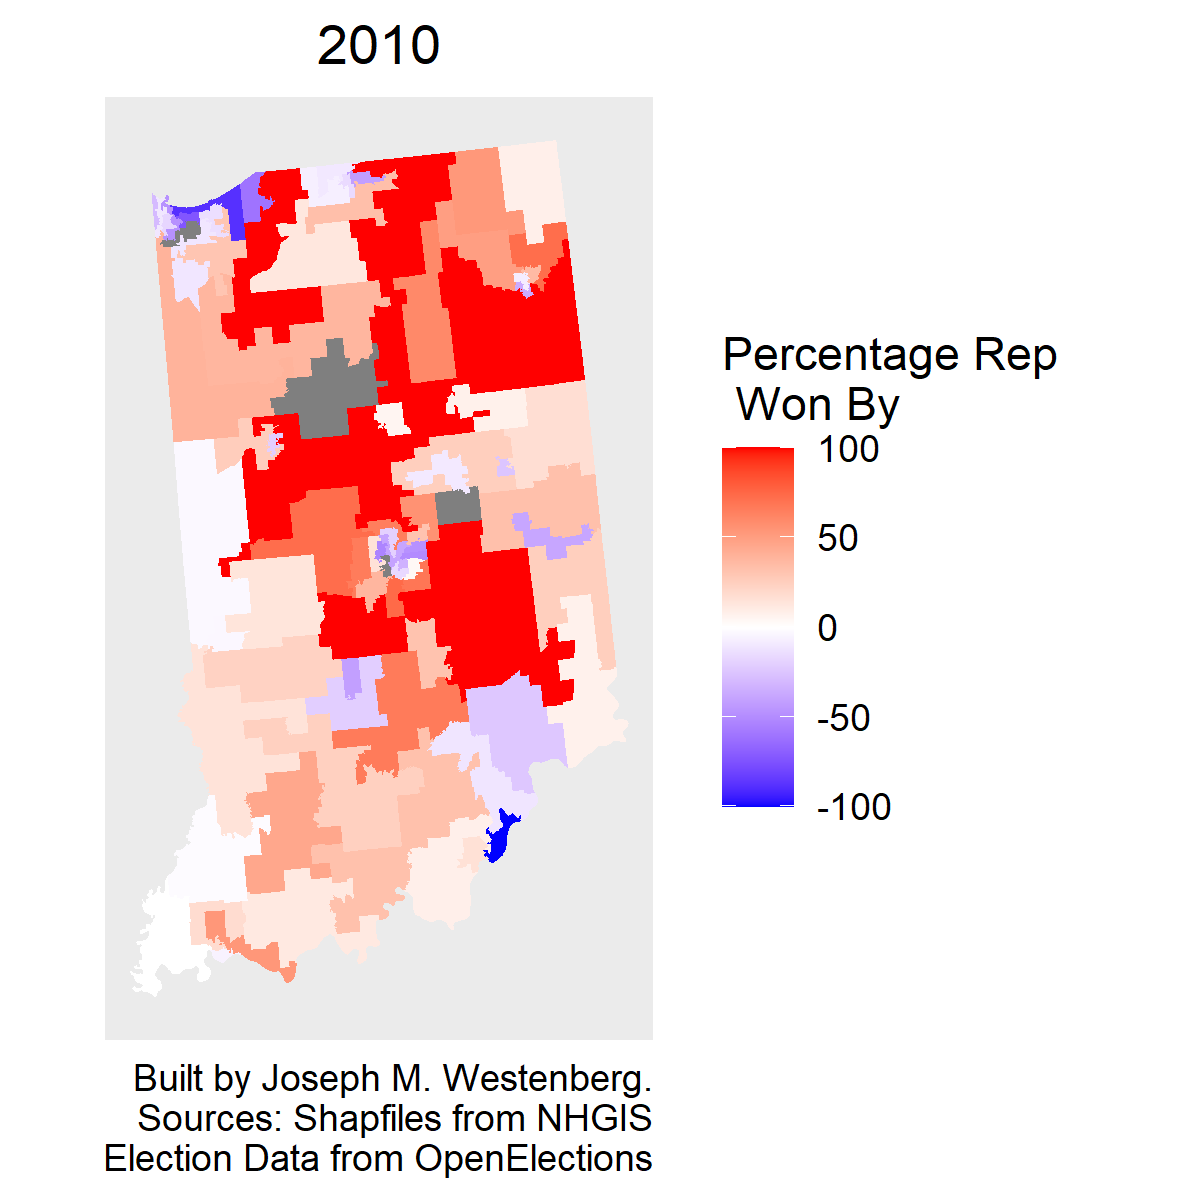 2010
Percentage Rep
Won By
100
50
0
-50
-100
Built by Joseph M. Westenberg.
Sources: Shapfiles from NHGIS
Election Data from OpenElections